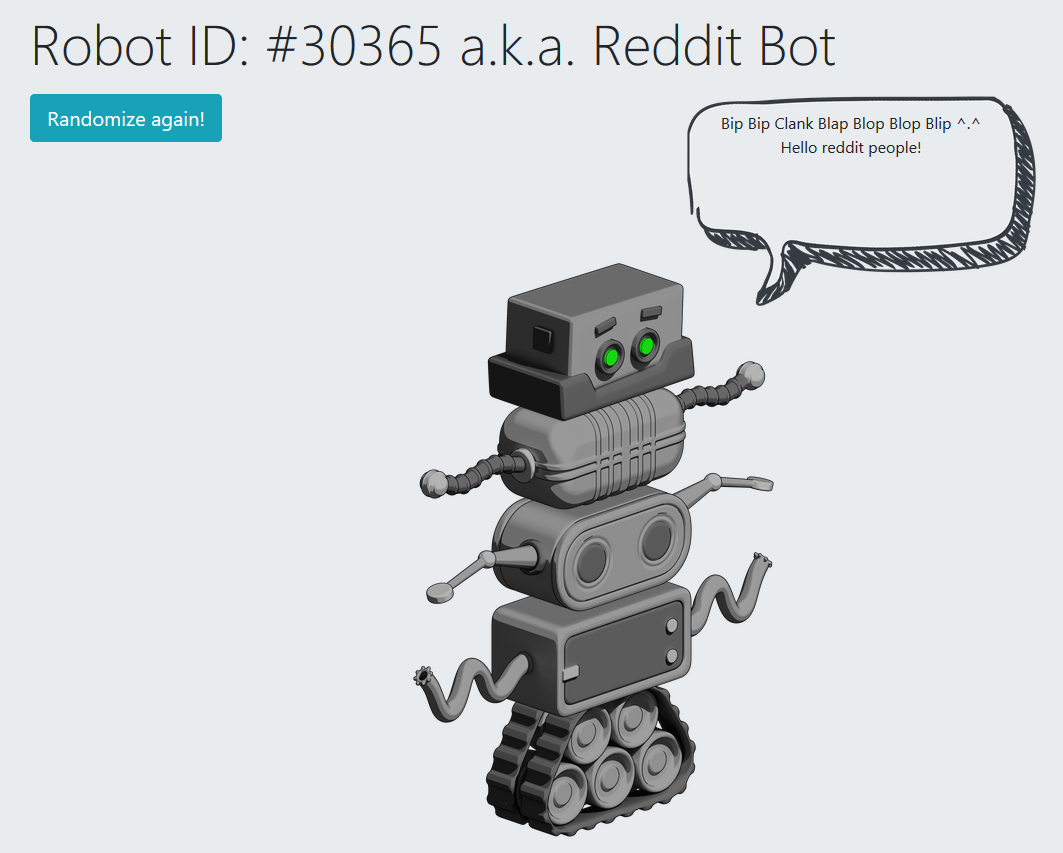 Robot ID: #30365 a.k.a. Reddit Bot
Randomize again!
Bip Bip Clank Blap Blop Blop Blip ^.^
Hello reddit people!